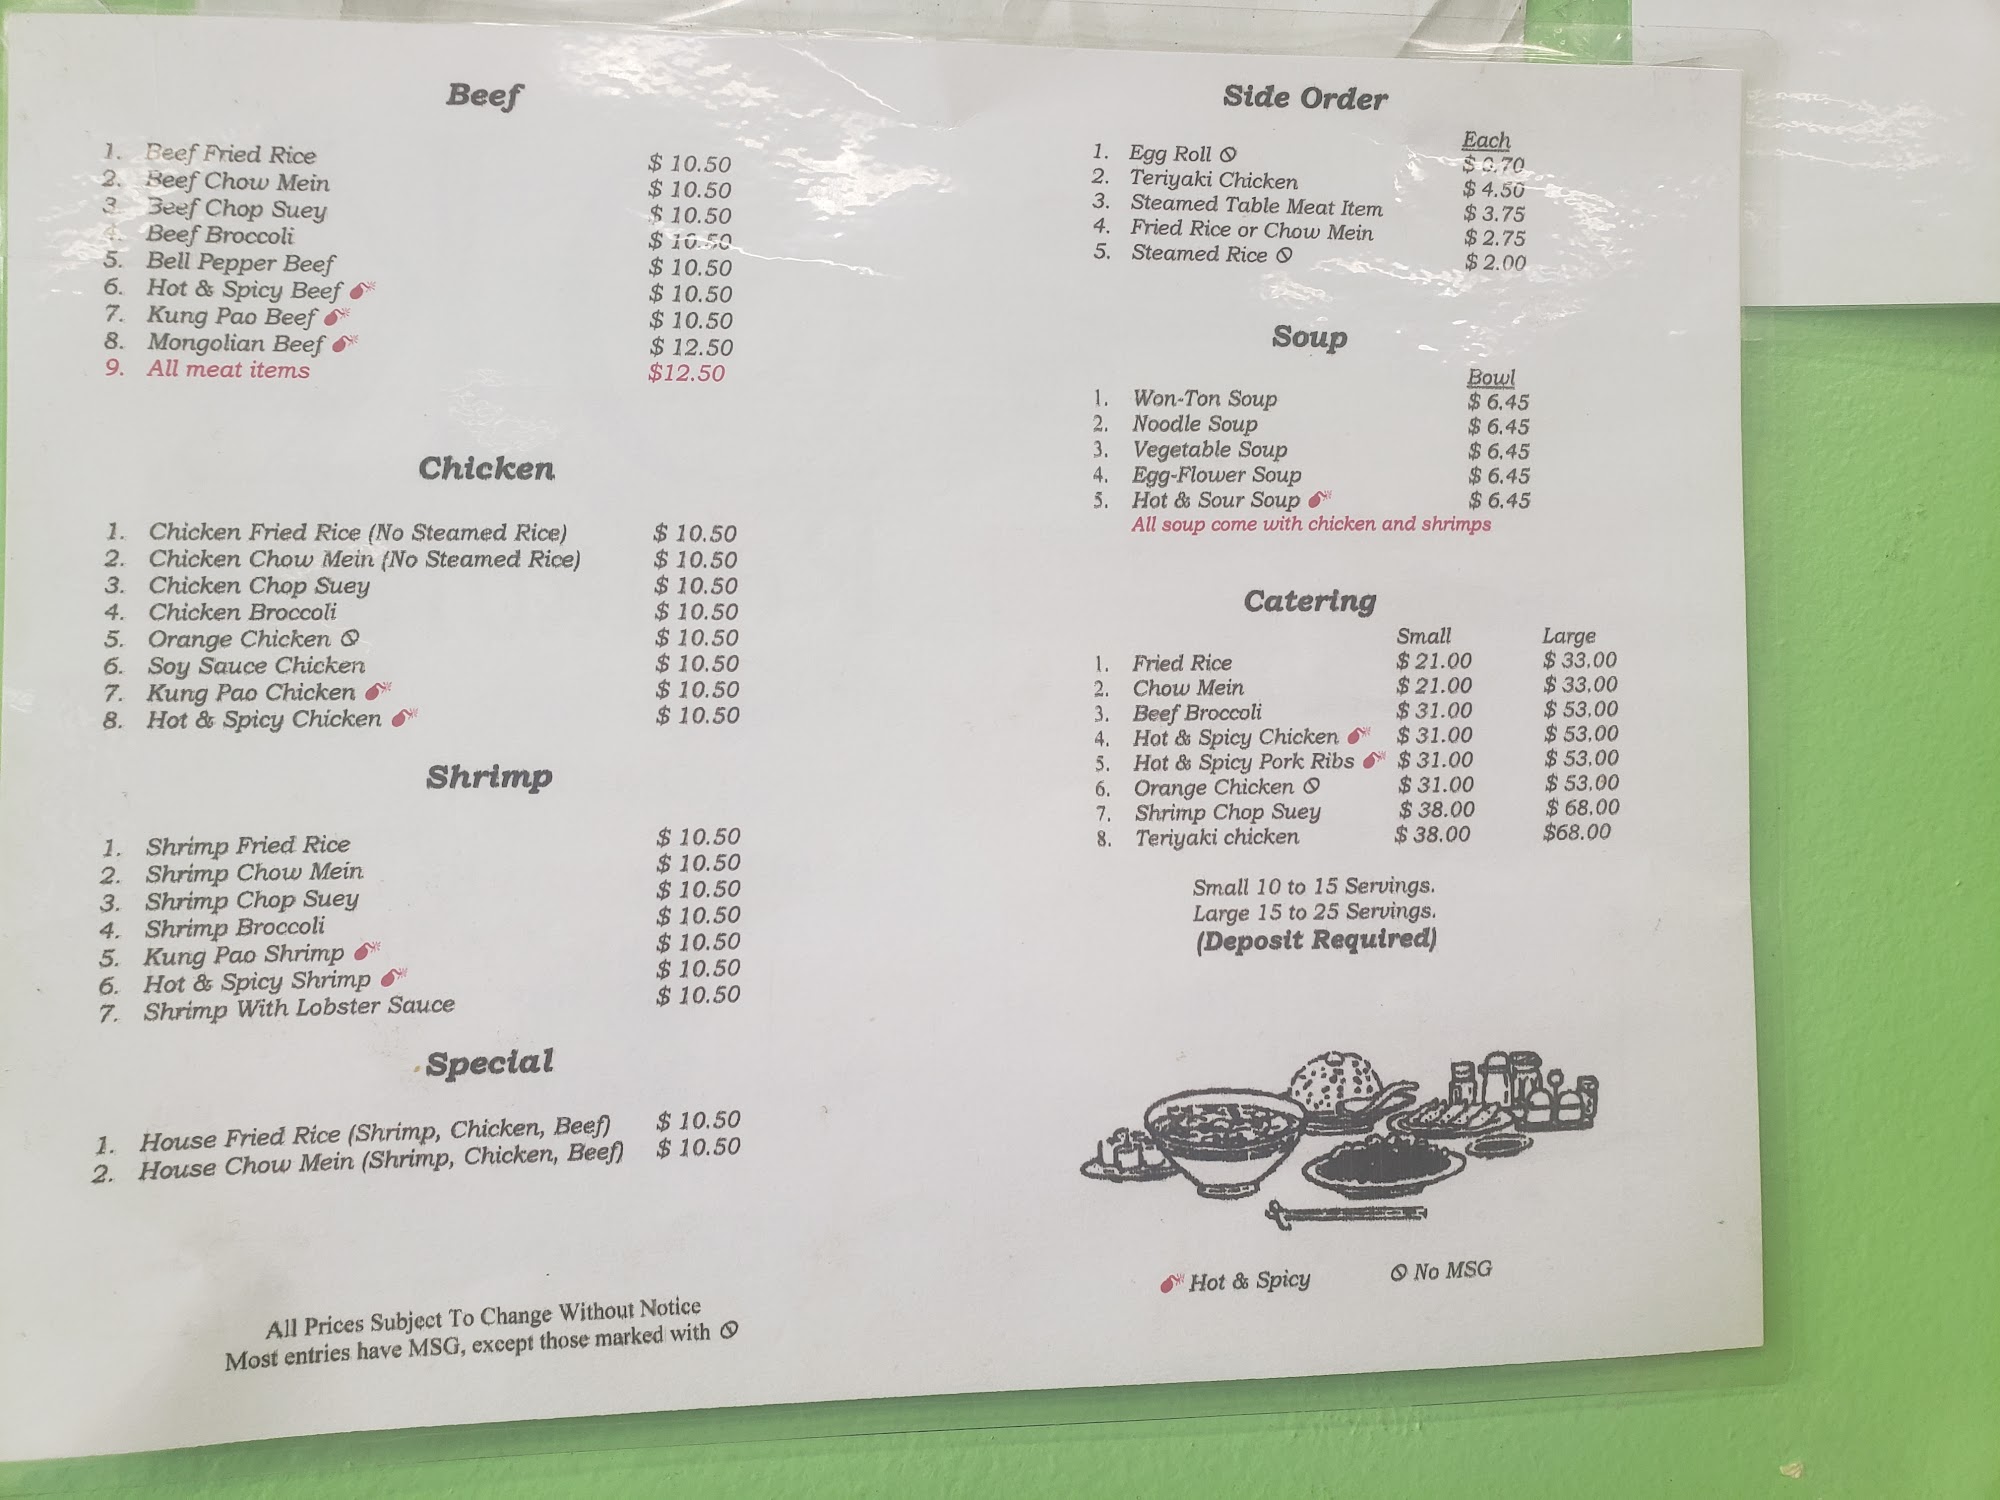 Beef
1. Beef Fried Rice $ 10.50
2. Beef Chow Mein $ 10.50
3. Beef Chop Suey $ 10.50
4. Beef Broccoli $ 10.50
5. Bell Pepper Beef $ 10.50
6. Hot & Spicy Beef $ 10.50
7. Kung Pao Beef $ 10.50
8. Mongolian Beef $ 12.50
9. All meat items $12.50
Chicken
1. Chicken Fried Rice (No Steamed Rice) $ 10.50
2. Chicken Chow Mein (No Steamed Rice) $ 10.50
3. Chicken Chop Suey $ 10.50
4. Chicken Broccoli $ 10.50
5. Orange Chicken $ 10.50
6. Soy Sauce Chicken $ 10.50
7. Kung Pao Chicken $ 10.50
8. Hot & Spicy Chicken $ 10.50
Shrimp
1. Shrimp Fried Rice $ 10.50
2. Shrimp Chow Mein $ 10.50
3. Shrimp Chop Suey $ 10.50
4. Shrimp Broccoli $ 10.50
5. Kung Pao Shrimp $ 10.50
6. Hot & Spicy Shrimp $ 10.50
7. Shrimp With Lobster Sauce $ 10.50
Special
1. House Fried Rice (Shrimp, Chicken, Beef) $ 10.50
2. House Chow Mein (Shrimp, Chicken, Beef) $ 10.50
All Prices Subject To Change Without Notice
Most entries have MSG, except those marked with
Side Order
Each
1. Egg Roll
2. Teriyaki Chicken $ 4.50
3. Steamed Table Meat Item $ 3.75
4. Fried Rice or Chow Mein $ 2.75
5. Steamed Rice $ 2.00
Soup
Bowl
1. Won-Ton Soup $ 6.45
2. Noodle Soup $ 6.45
3. Vegetable Soup $ 6.45
4. Egg-Flower Soup $ 6.45
5. Hot & Sour Soup $ 6.45
All soup come with chicken and shrimps
Catering
Small Large
1. Fried Rice $ 21.00 $ 33.00
2. Chow Mein $ 21.00 $ 33.00
3. Beef Broccoli $ 31.00 $ 53.00
4. Hot & Spicy Chicken $ 31.00 $ 53.00
5. Hot & Spicy Pork Ribs $ 31.00 $ 53.00
6. Orange Chicken $ 31.00 $ 53.00
7. Shrimp Chop Suey $ 38.00 $ 68.00
8. Teriyaki chicken $ 38.00 $68.00
Small 10 to 15 Servings.
Large 15 to 25 Servings.
(Deposit Required)
Hot & Spicy No MSG